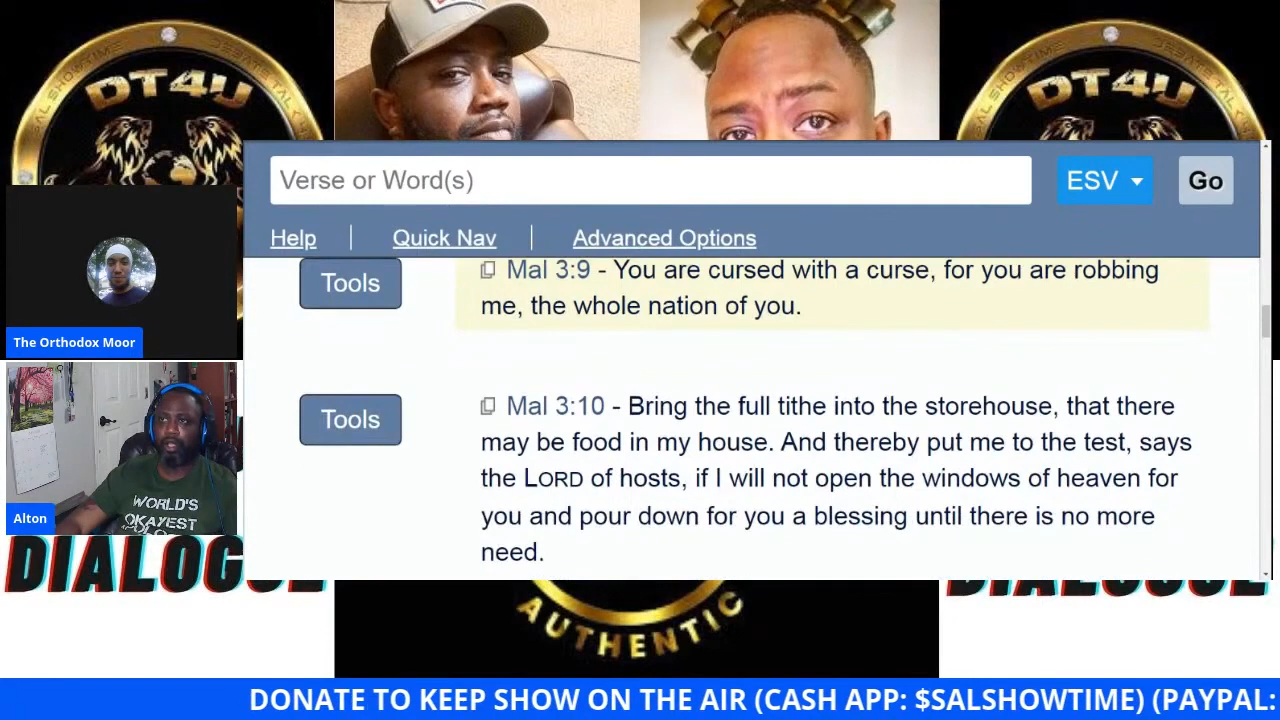 DT4U
DT4U
SAL SHOWTIME
DEBATE TALK
Verse or Word(s)
ESV
Go
Help
Quick Nav
Advanced Options
Tools
Mal 3:9 - You are cursed with a curse, for you are robbing
me, the whole nation of you.
The Orthodox Moor
Tools
Mal 3:10 - Bring the full tithe into the storehouse, that there
may be food in my house. And thereby put me to the test, says
the LORD of hosts, if I will not open the windows of heaven for
you and pour down for you a blessing until there is no more
need.
WORLD'S
OKAYEST
Alton
DIALOGUE
AUTHENTIC
DONATE TO KEEP SHOW ON THE AIR (CASH APP: $SALSHOWTIME) (PAYPAL: